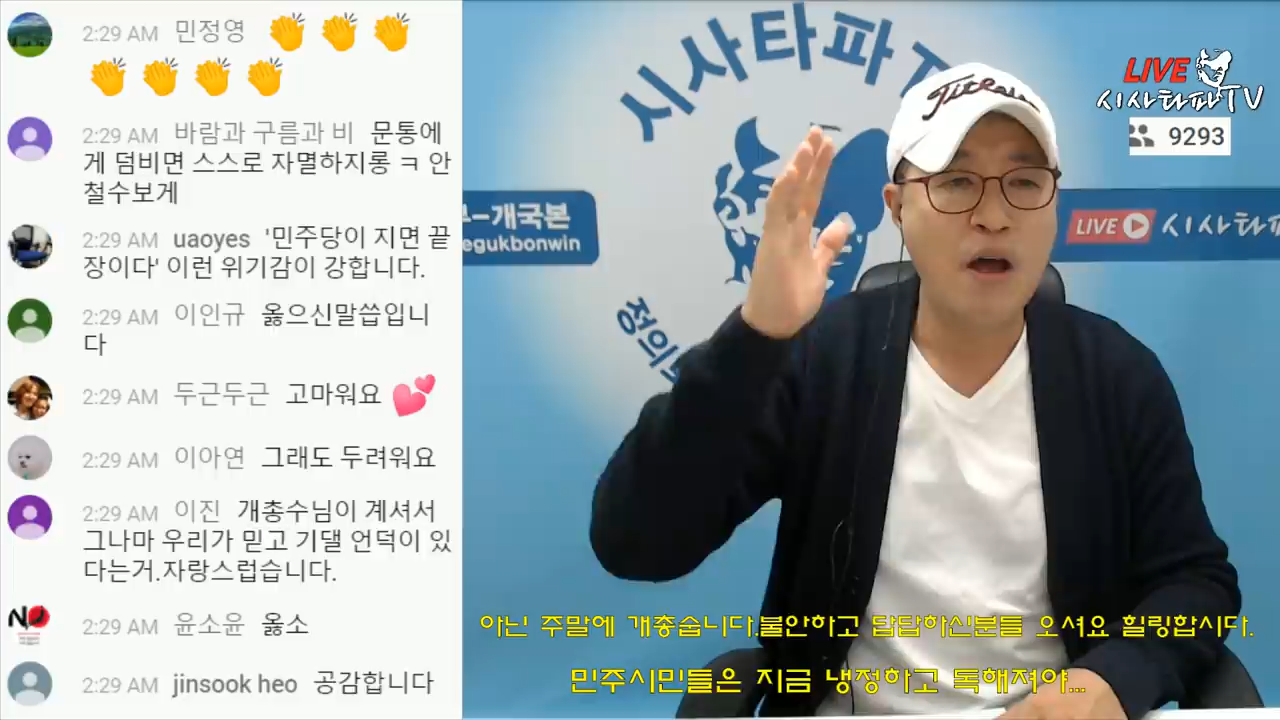 2:29 AM 민정영 👏 👏 👏
👏 👏 👏 👏
2:29 AM 바람과 구름과 비 문통에
게 덤비면 스스로 자멸하지롱 ㅋ 안
철수보게
2:29 AM uaoyes '민주당이 지면 끝
장이다' 이런 위기감이 강합니다.
2:29 AM 이인규 옳으신말씁입니
다
2:29 AM 두근두근 고마워요 💕
2:29 AM 이아연 그래도 두려워요
2:29 AM 이진 개총수님이 계셔서
그나마 우리가 믿고 기댈 언덕이 있
다는거.자랑스럽습니다.
NO
2:29 AM 윤소윤 옳소
2:29 AM jinsook heo 공감합니다
시사타파T
-개국본
egukbonwin
정의
LIVE
시사타파TV
9293
LIVE 시사타파
아닌 주말에 개총숩니다.불안하고 답답하신분들 오셔요 힐링합시다.
민주시민들은 지금 냉정하고 독해져야...